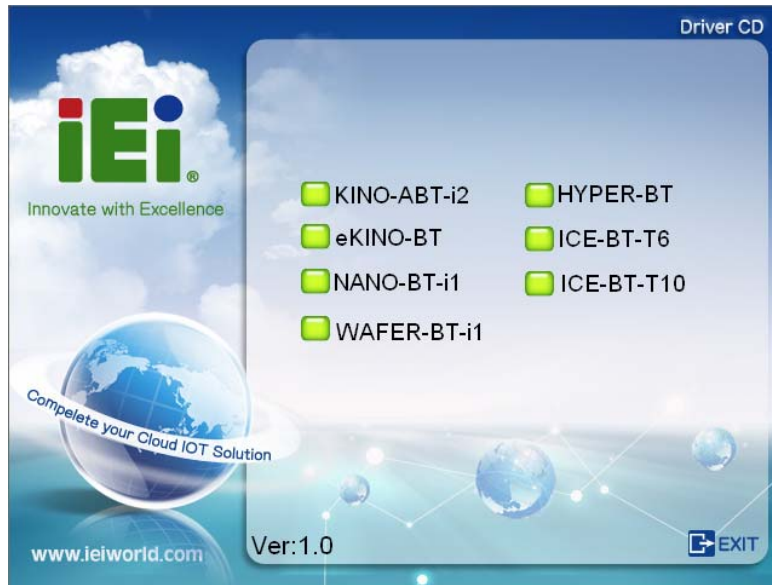 Driver CD
iEi®
Innovate with Excellence
KINO-ABT-i2
eKINO-BT
NANO-BT-i1
WAFER-BT-i1
HYPER-BT
ICE-BT-T6
ICE-BT-T10
Compelete your Cloud IOT Solution
www.ieiworld.com
Ver:1.0
EXIT